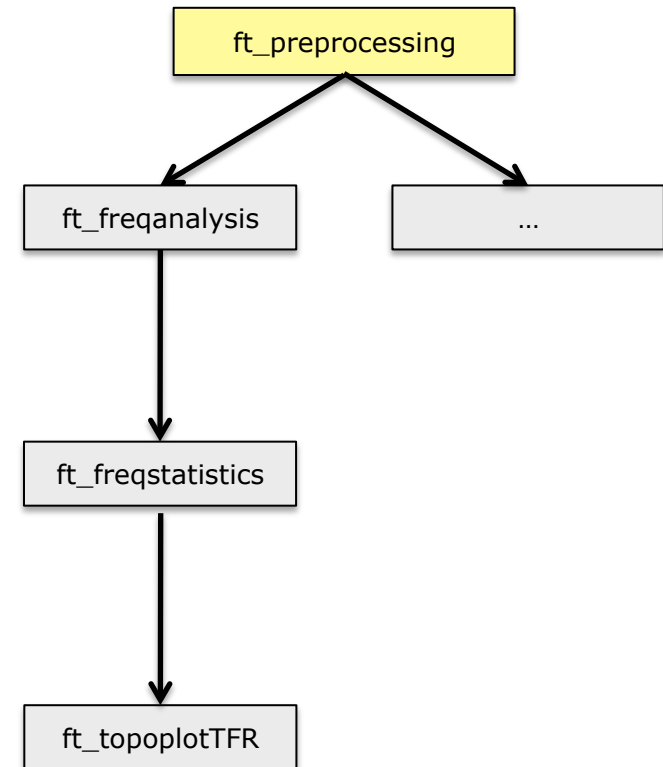 ft_preprocessing
ft_freqanalysis
…
ft_freqstatistics
ft_topoplotTFR